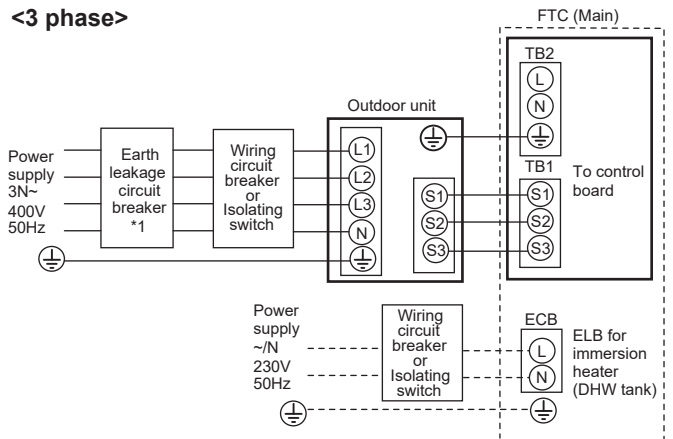 <3 phase>
FTC (Main)
TB2
L
N
Outdoor unit
Power
supply
3N~
400V
50Hz
Earth
leakage
circuit
breaker
*1
Wiring
circuit
breaker
or
Isolating
switch
L1
L2
L3
N
S1
S2
S3
TB1
S1
S2
S3
To control
board
Power
supply
~/N
230V
50Hz
Wiring
circuit
breaker
or
Isolating
switch
ECB
L
N
ELB for
immersion
heater
(DHW tank)